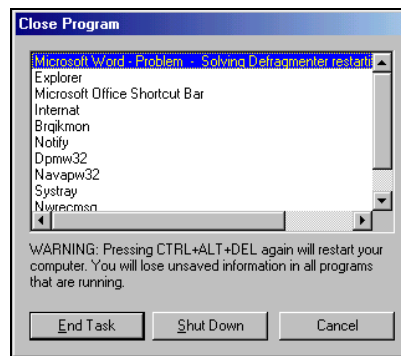 Close Program
Microsoft Word - Problem - Solving Defragmenter restarti
Explorer
Microsoft Office Shortcut Bar
Internat
Brqikmon
Notify
Dpmw32
Navapw32
Systray
Nwrecmsg
WARNING: Pressing CTRL+ALT+DEL again will restart your
computer. You will lose unsaved information in all programs
that are running.
End Task
Shut Down
Cancel